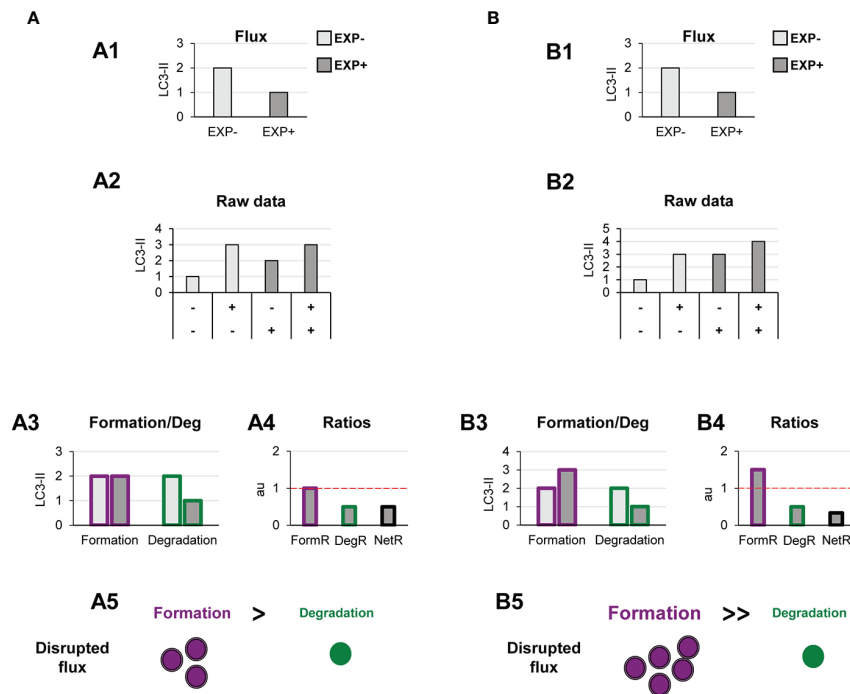 A
B
A1
Flux
EXP-
EXP+
LC3-II
3
2
1
0
EXP- EXP+
B1
Flux
EXP-
EXP+
LC3-II
3
2
1
0
EXP- EXP+
A2
Raw data
LC3-II
4
3
2
1
0
- + - +
- - + +
B2
Raw data
LC3-II
5
4
3
2
1
0
- + - +
- - + +
A3
Formation/Deg
LC3-II
3
2
1
0
Formation Degradation
A4
Ratios
au
2
1
0
FormR DegR NetR
B3
Formation/Deg
LC3-II
4
3
2
1
0
Formation Degradation
B4
Ratios
au
2
1
0
FormR DegR NetR
A5
Formation > Degradation
Disrupted
flux
B5
Formation >> Degradation
Disrupted
flux